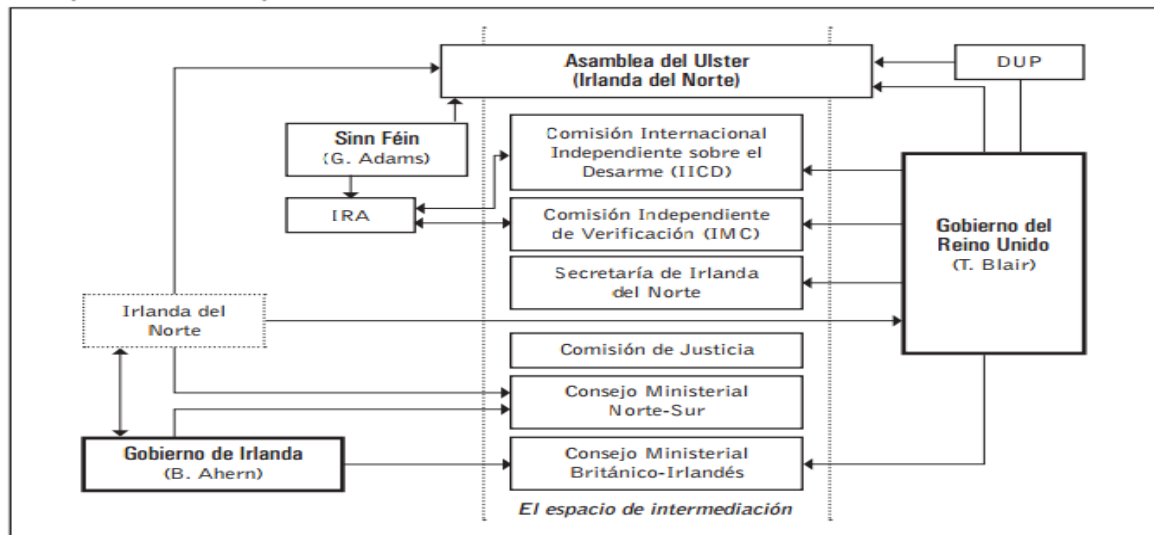 Asamblea del Ulster
(Irlanda del Norte)
DUP
Sinn Féin
(G. Adams)
Comisión Internacional
Independiente sobre el
Desarme (IICD)
IRA
Comisión Independiente
de Verificación (IMC)
Gobierno del
Reino Unido
(T. Blair)
Secretaría de Irlanda
del Norte
Irlanda del
Norte
Comisión de Justicia
Consejo Ministerial
Norte-Sur
Gobierno de Irlanda
(B. Ahern)
Consejo Ministerial
Británico-Irlandés
El espacio de intermediación